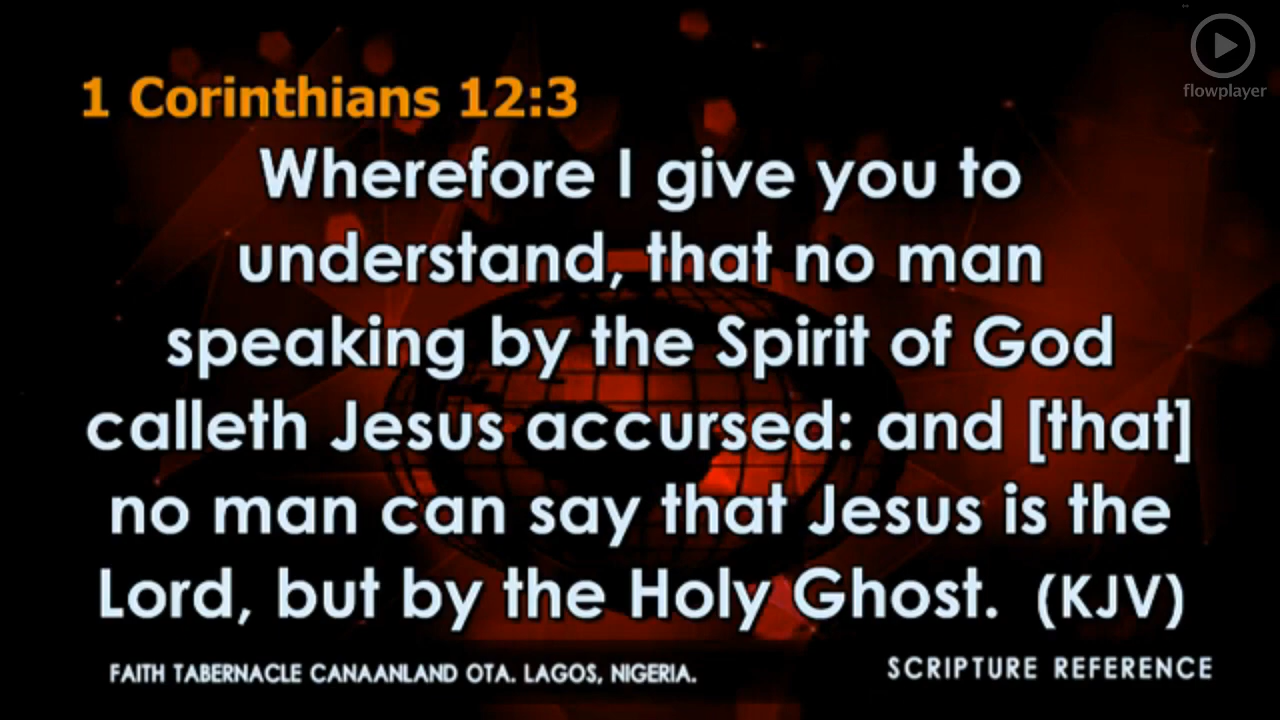 flowplayer
1 Corinthians 12:3
Wherefore I give you to
understand, that no man
speaking by the Spirit of God
calleth Jesus accursed: and [that]
no man can say that Jesus is the
Lord, but by the Holy Ghost. (KJV)
FAITH TABERNACLE CANAANLAND OTA. LAGOS, NIGERIA.
SCRIPTURE REFERENCE